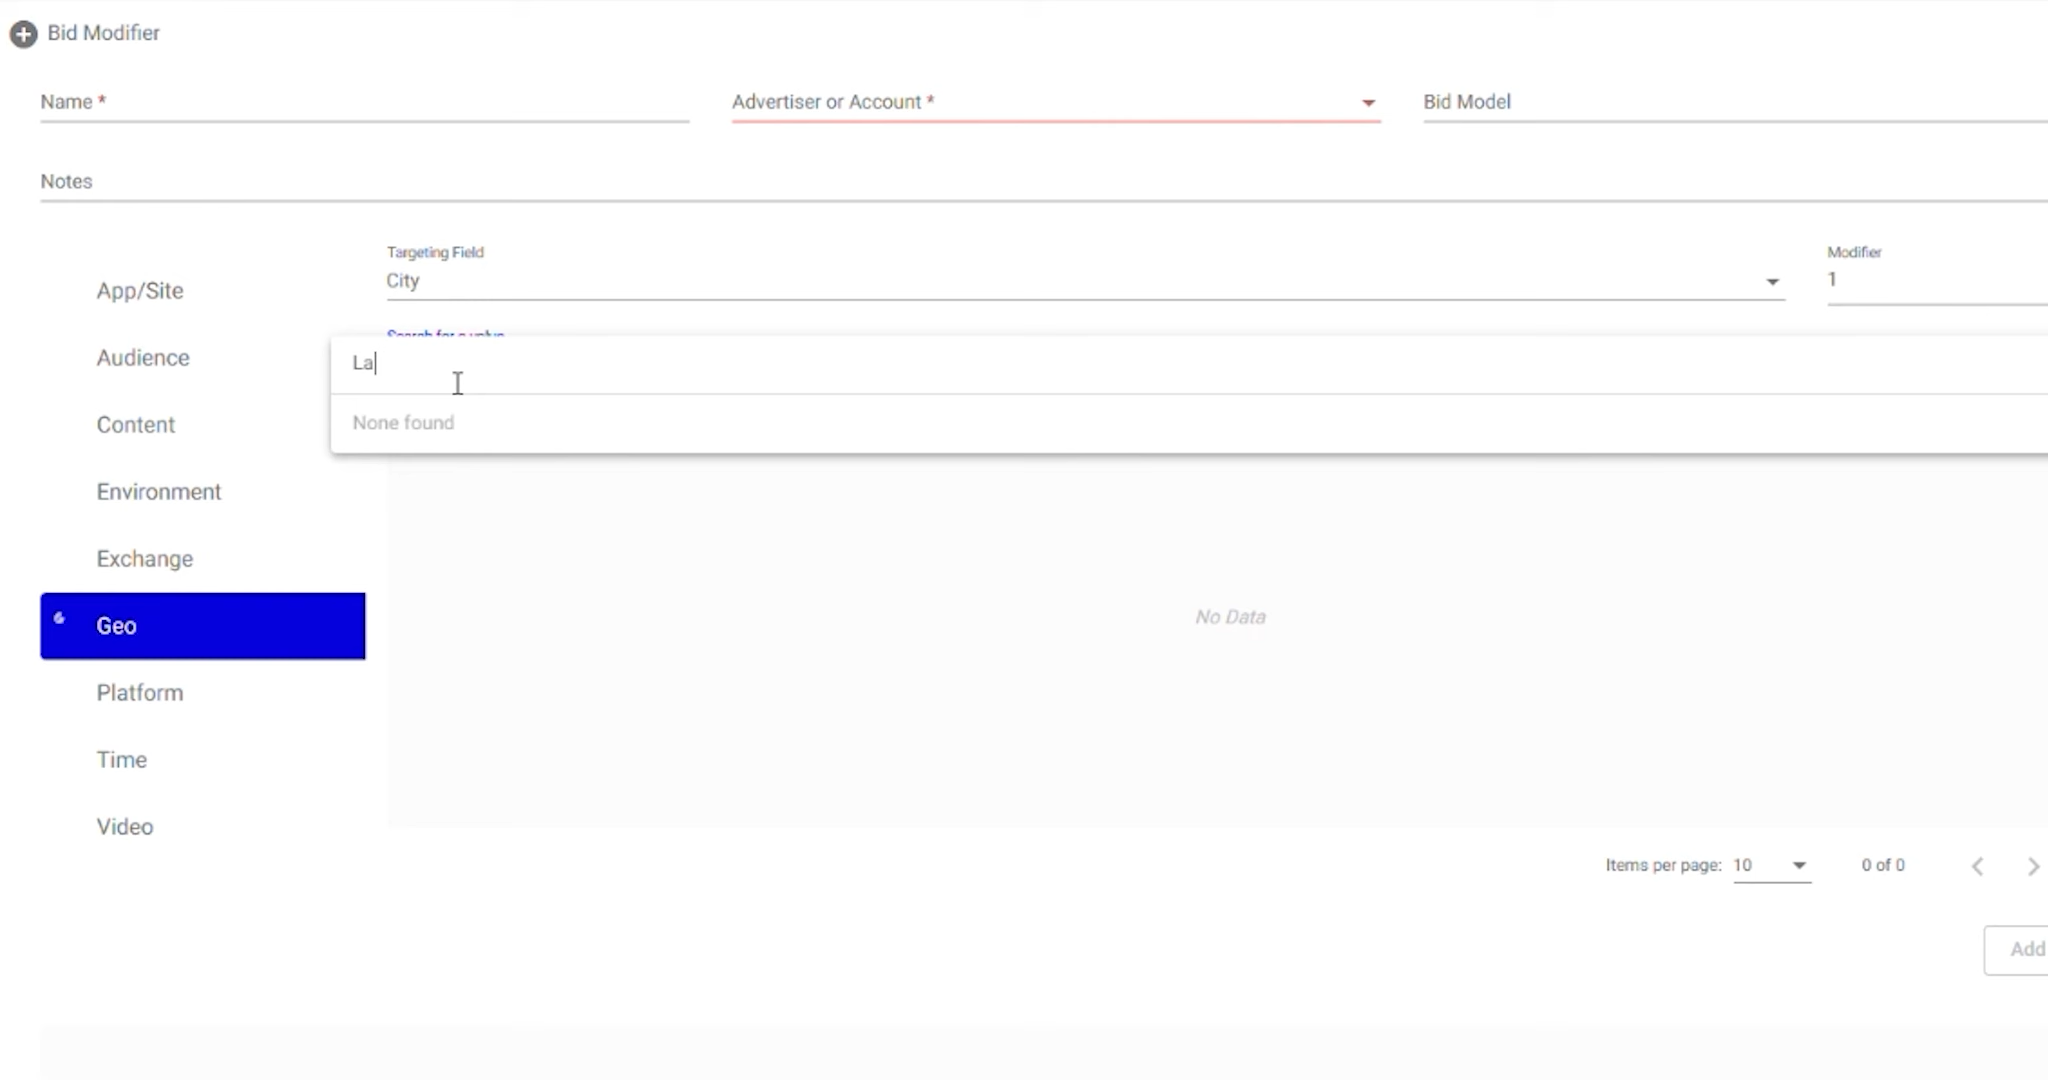 Bid Modifier
Name *
Advertiser or Account *
Bid Model
Notes
Targeting Field
City
Modifier
1
Search for a value
La
None found
App/Site
Audience
Content
Environment
Exchange
Geo
Platform
Time
Video
No Data
Items per page: 10
0 of 0
Add